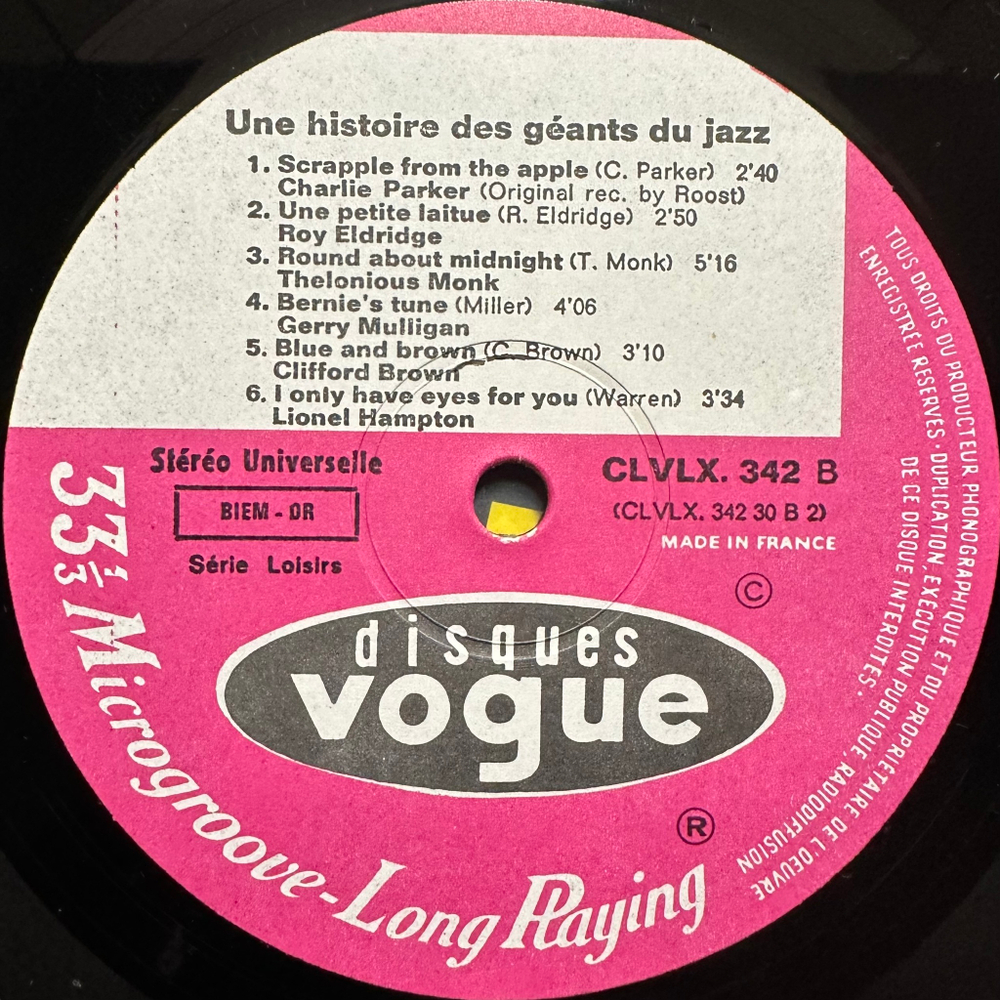 Une histoire des géants du jazz
1. Scrapple from the apple (C. Parker) 2'40
Charlie Parker (Original rec. by Roost)
2. Une petite laitue (R. Eldridge) 2'50
Roy Eldridge
3. Round about midnight (T. Monk) 5'16
Thelonious Monk
4. Bernie's tune (Miller) 4'06
Gerry Mulligan
5. Blue and brown (C. Brown) 3'10
Clifford Brown
6. I only have eyes for you (Warren) 3'34
Lionel Hampton
Stéréo Universelle
BIEM - DR
Série Loisirs
CLVLX. 342 B
(CLVLX. 342 30 B 2)
MADE IN FRANCE
©
disques
vogue
®
33 1/3 Microgroove - Long Playing
TOUS DROITS DU PRODUCTEUR PHONOGRAPHIQUE ET DU PROPRIÉTAIRE DE L'OEUVRE
ENREGISTRÉE RESERVES · DUPLICATION, EXECUTION PUBLIQUE, RADIODIFFUSION
DE CE DISQUE INTERDITES.